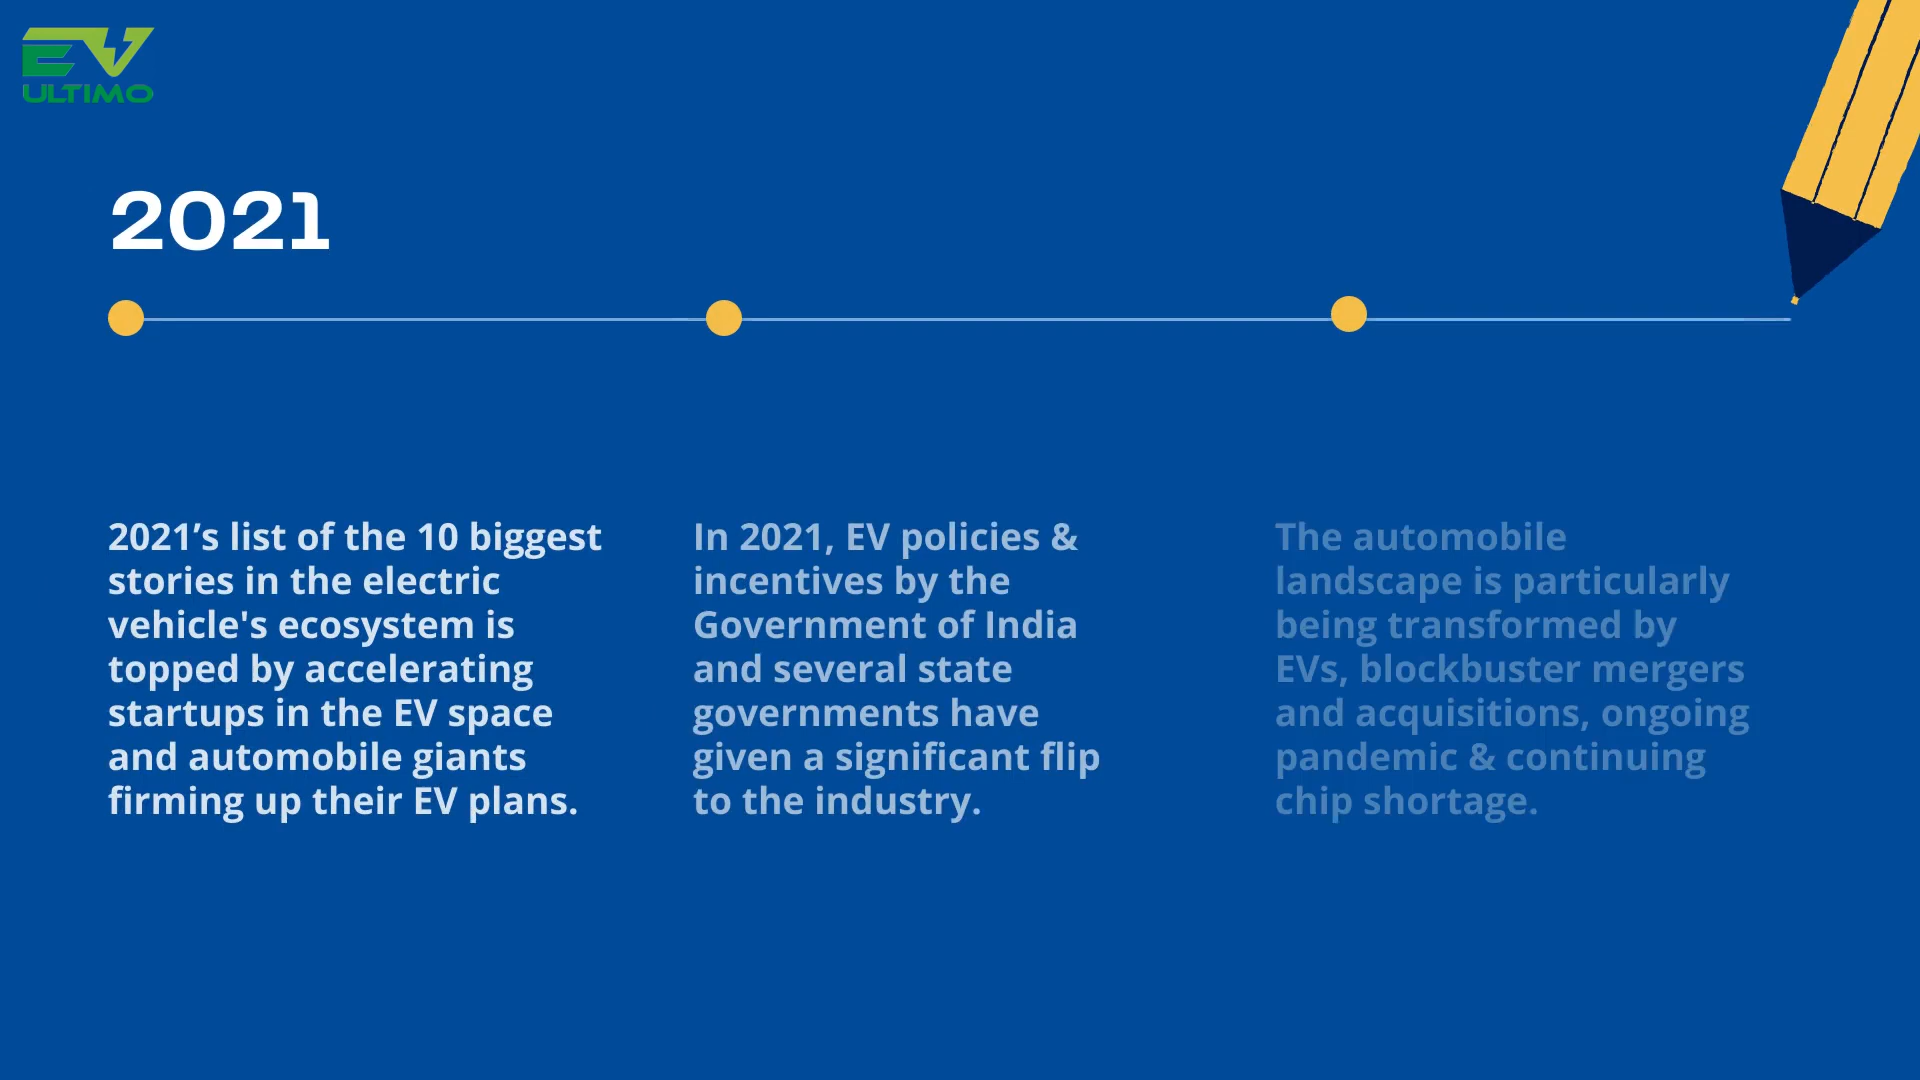 EV
ULTIMO
2021
2021’s list of the 10 biggest
stories in the electric
vehicle's ecosystem is
topped by accelerating
startups in the EV space
and automobile giants
firming up their EV plans.
In 2021, EV policies &
incentives by the
Government of India
and several state
governments have
given a significant flip
to the industry.
The automobile
landscape is particularly
being transformed by
EVs, blockbuster mergers
and acquisitions, ongoing
pandemic & continuing
chip shortage.